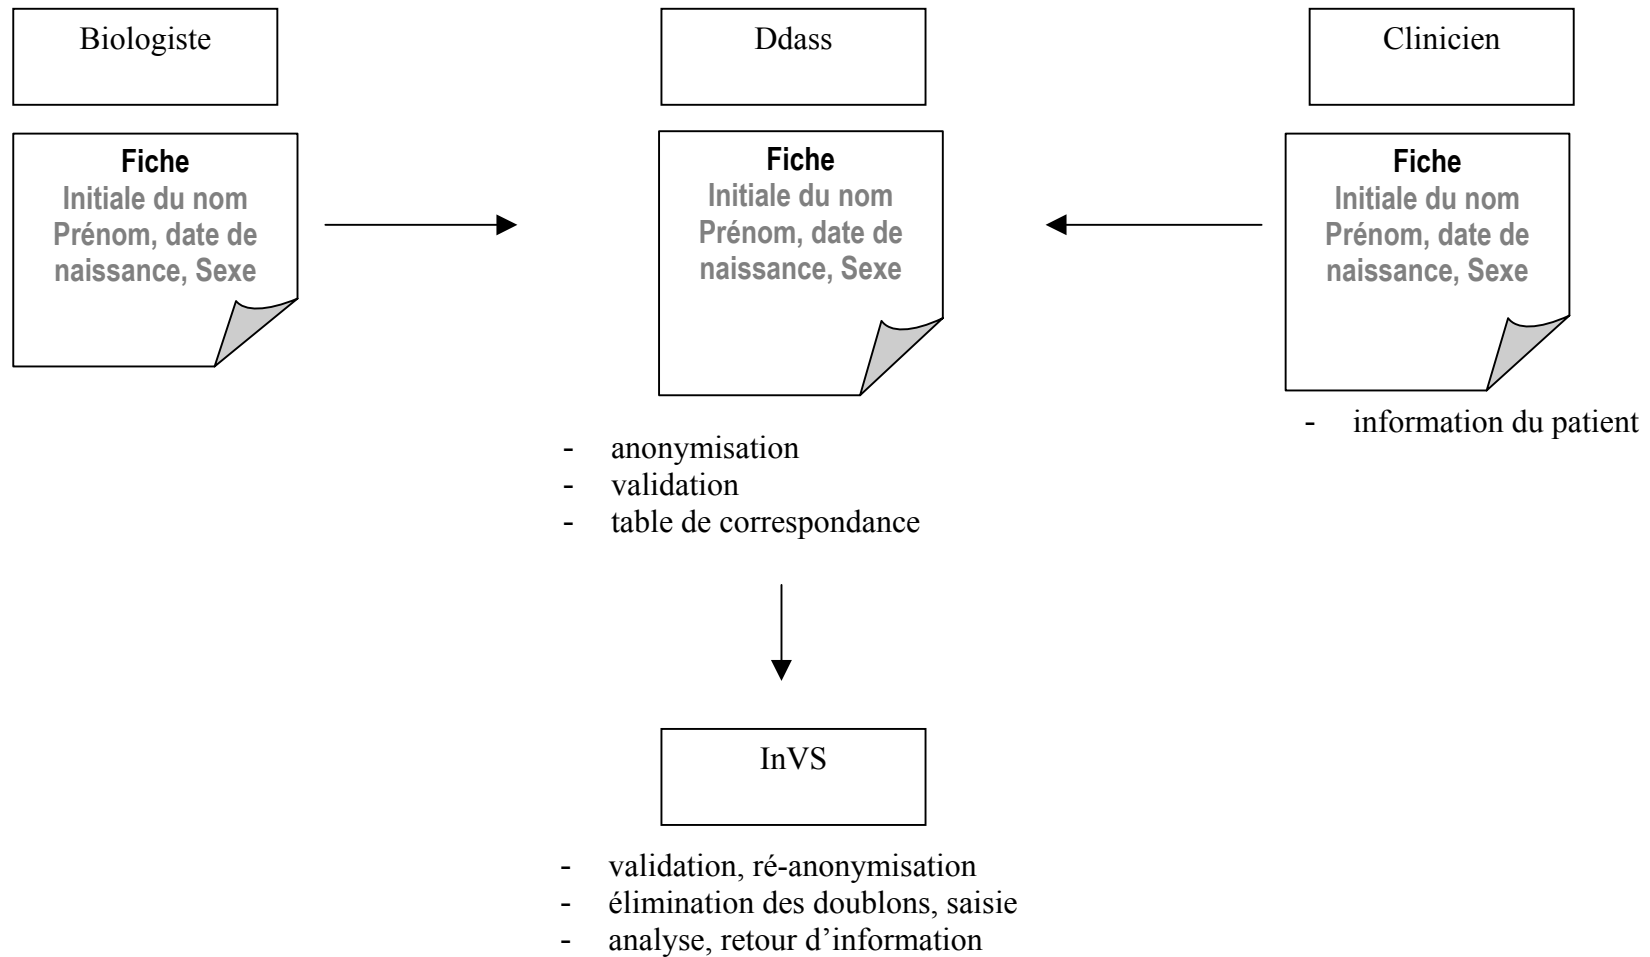 Biologiste
Ddass
Clinicien
Fiche
Initiale du nom
Prénom, date de
naissance, Sexe
Fiche
Initiale du nom
Prénom, date de
naissance, Sexe
Fiche
Initiale du nom
Prénom, date de
naissance, Sexe
- information du patient
- anonymisation
- validation
- table de correspondance
InVS
- validation, ré-anonymisation
- élimination des doublons, saisie
- analyse, retour d’information